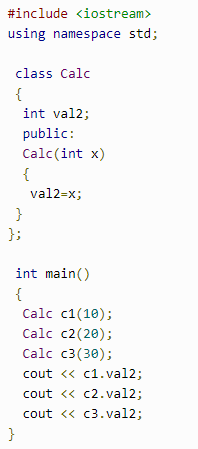 #include <iostream>
using namespace std;
class Calc
{
int val2;
public:
Calc(int x)
{
val2=x;
}
};
int main()
{
Calc c1(10);
Calc c2(20);
Calc c3(30);
cout << c1.val2;
cout << c2.val2;
cout << c3.val2;
}